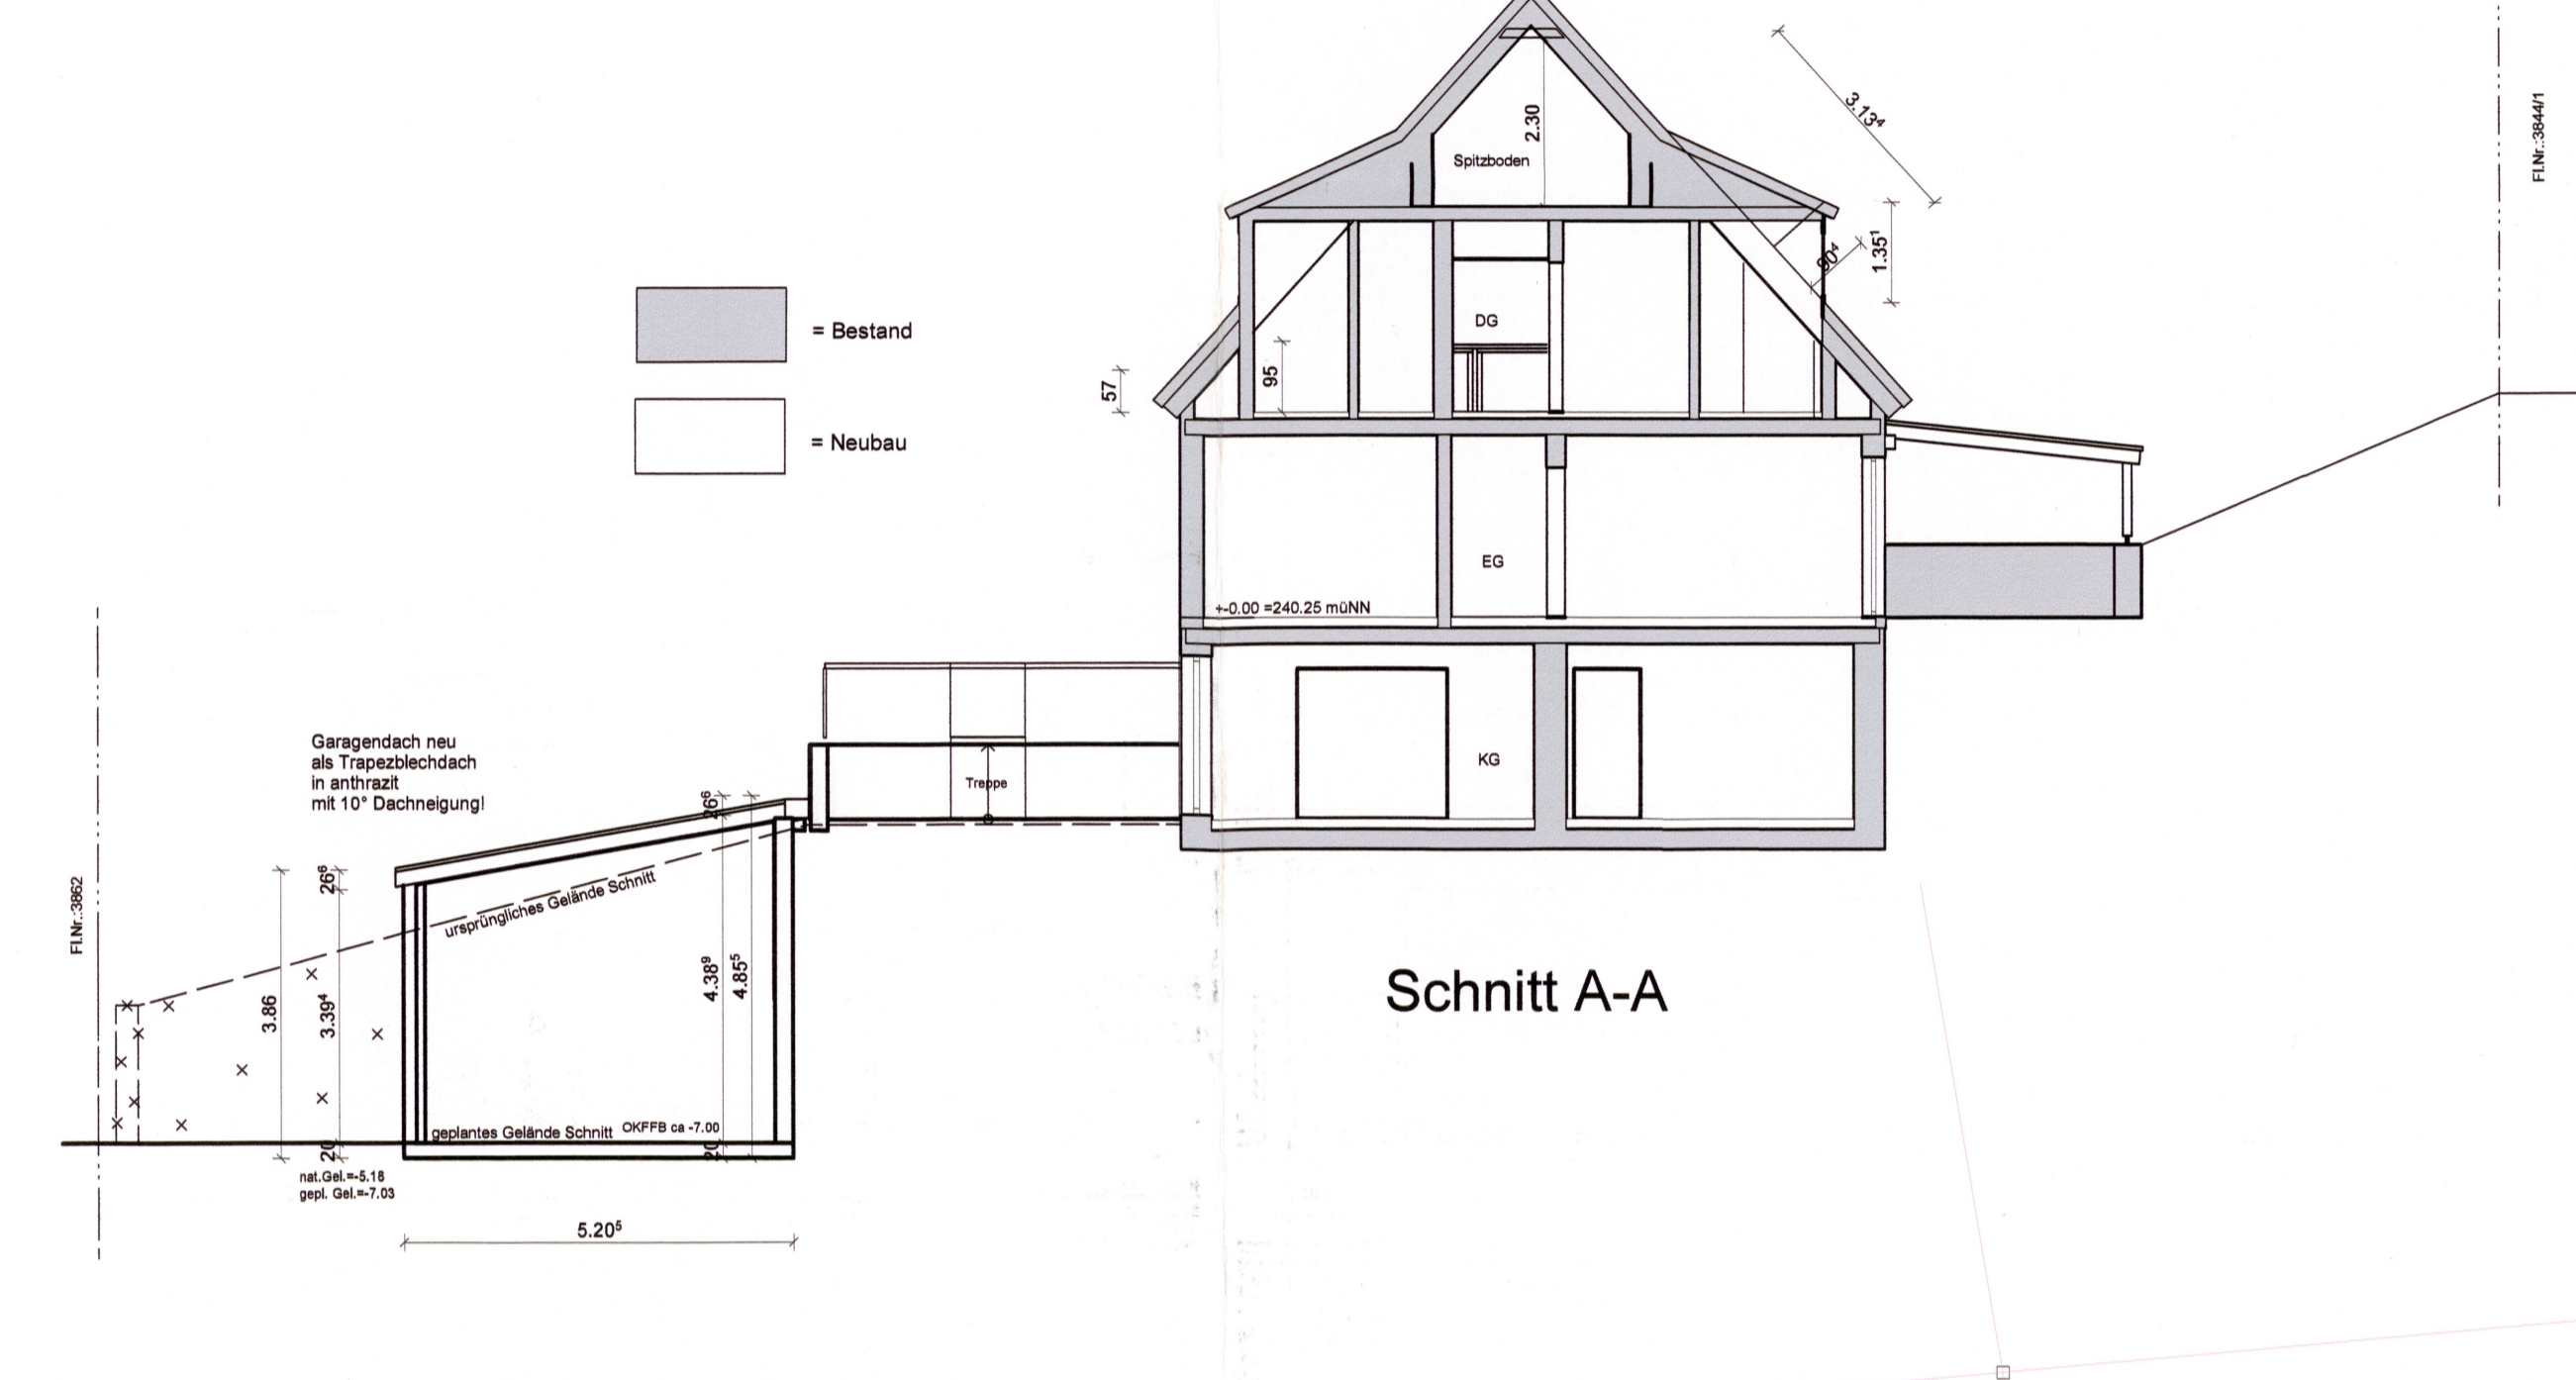 Fl.Nr.:3844/1
3.13⁴
2.30
Spitzboden
1.35¹
90⁴
= Bestand
DG
95
57
= Neubau
EG
+-0.00 =240.25 müNN
Garagendach neu
als Trapezblechdach
in anthrazit
mit 10° Dachneigung!
KG
Treppe
26⁶
26⁶
ursprüngliches Gelände Schnitt
Fl.Nr.:3862
3.86
3.39⁴
4.38⁹
4.85⁵
Schnitt A-A
geplantes Gelände Schnitt
OKFFB ca -7.00
20
20
nat.Gel.=-5.18
gepl. Gel.=-7.03
5.20⁵